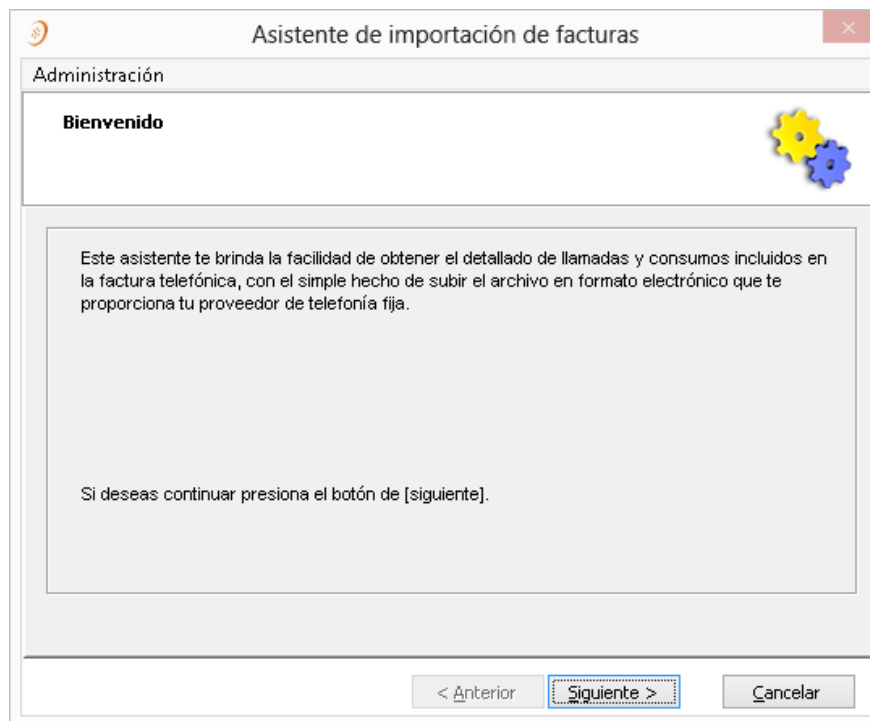 Asistente de importación de facturas
Administración
Bienvenido
Este asistente te brinda la facilidad de obtener el detallado de llamadas y consumos incluidos en
la factura telefónica, con el simple hecho de subir el archivo en formato electrónico que te
proporciona tu proveedor de telefonía fija.
Si deseas continuar presiona el botón de [siguiente].
< Anterior
Siguiente >
Cancelar